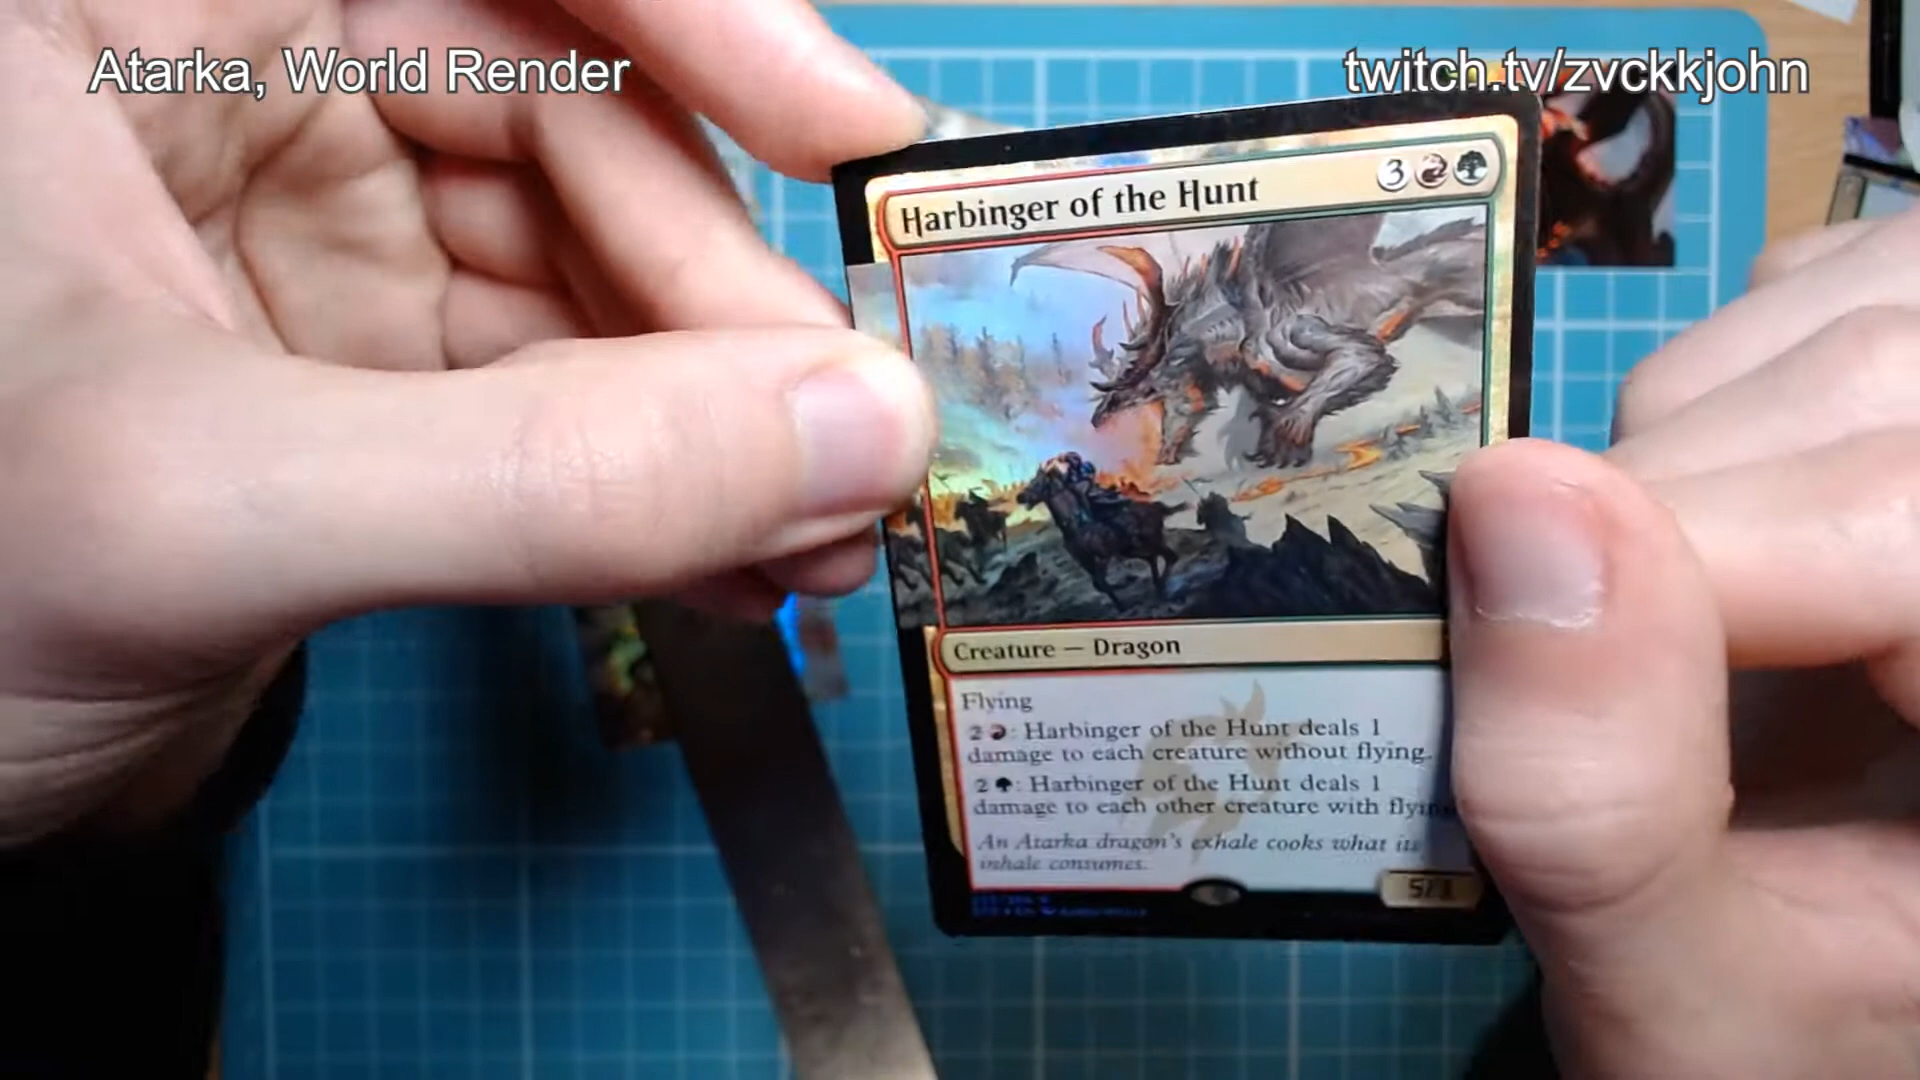 Atarka, World Render
twitch.tv/zvckkjohn
Harbinger of the Hunt
3
Creature — Dragon
Flying
2 : Harbinger of the Hunt deals 1
damage to each creature without flying.
2 : Harbinger of the Hunt deals 1
damage to each other creature with
An Atarka dragon's exhale cooks what its
inhale consumes.